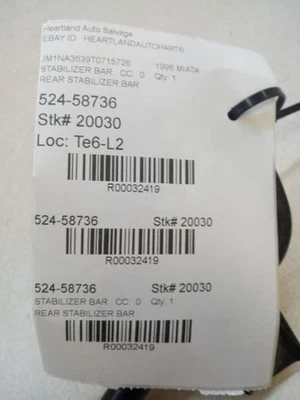 Heartland Auto Salvage
EBAY ID: HEARTLANDAUTOPARTS
JM1NA3539T0715726 1996 MIATA
STABILIZER BAR CC: 0 Qty: 1
REAR STABILIZER BAR
524-58736
Stk# 20030
Loc: Te6-L2
R00032419
524-58736 Stk# 20030
R00032419
524-58736 Stk# 20030
STABILIZER BAR CC: 0 Qty: 1
REAR STABILIZER BAR
R00032419